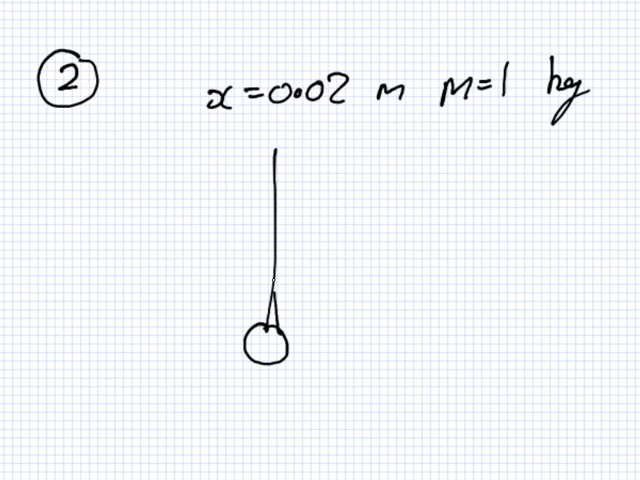 2
x = 0.02 m M = 1 kg